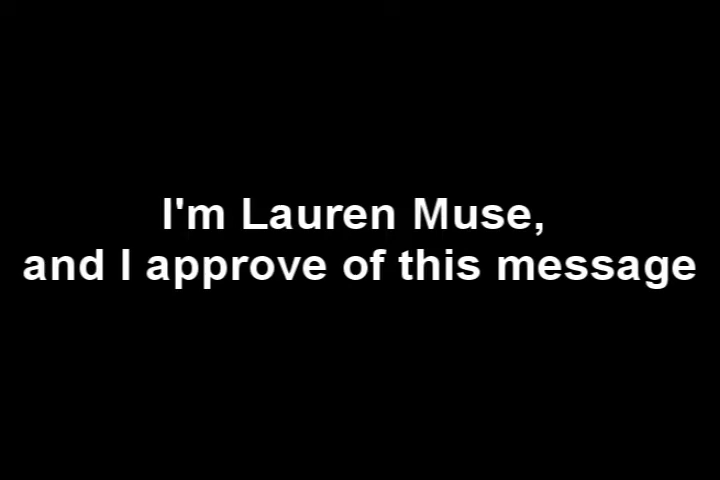 I'm Lauren Muse,
and I approve of this message